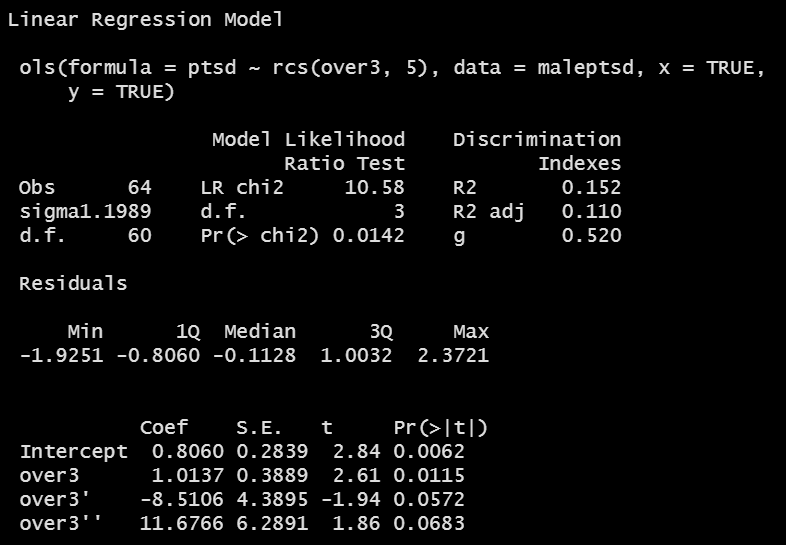 Linear Regression Model
ols(formula = ptsd ~ rcs(over3, 5), data = maleptsd, x = TRUE,
y = TRUE)
Model Likelihood Discrimination
Ratio Test Indexes
Obs 64 LR chi2 10.58 R2 0.152
sigma1.1989 d.f. 3 R2 adj 0.110
d.f. 60 Pr(> chi2) 0.0142 g 0.520
Residuals
Min 1Q Median 3Q Max
-1.9251 -0.8060 -0.1128 1.0032 2.3721
Coef S.E. t Pr(>|t|)
Intercept 0.8060 0.2839 2.84 0.0062
over3 1.0137 0.3889 2.61 0.0115
over3' -8.5106 4.3895 -1.94 0.0572
over3'' 11.6766 6.2891 1.86 0.0683